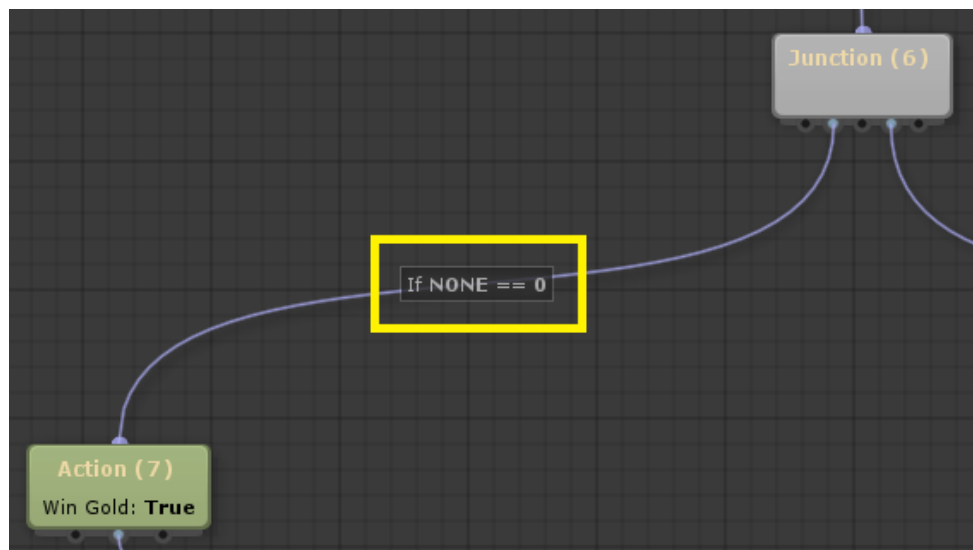 Junction (6)
If NONE == 0
Action (7)
Win Gold: True